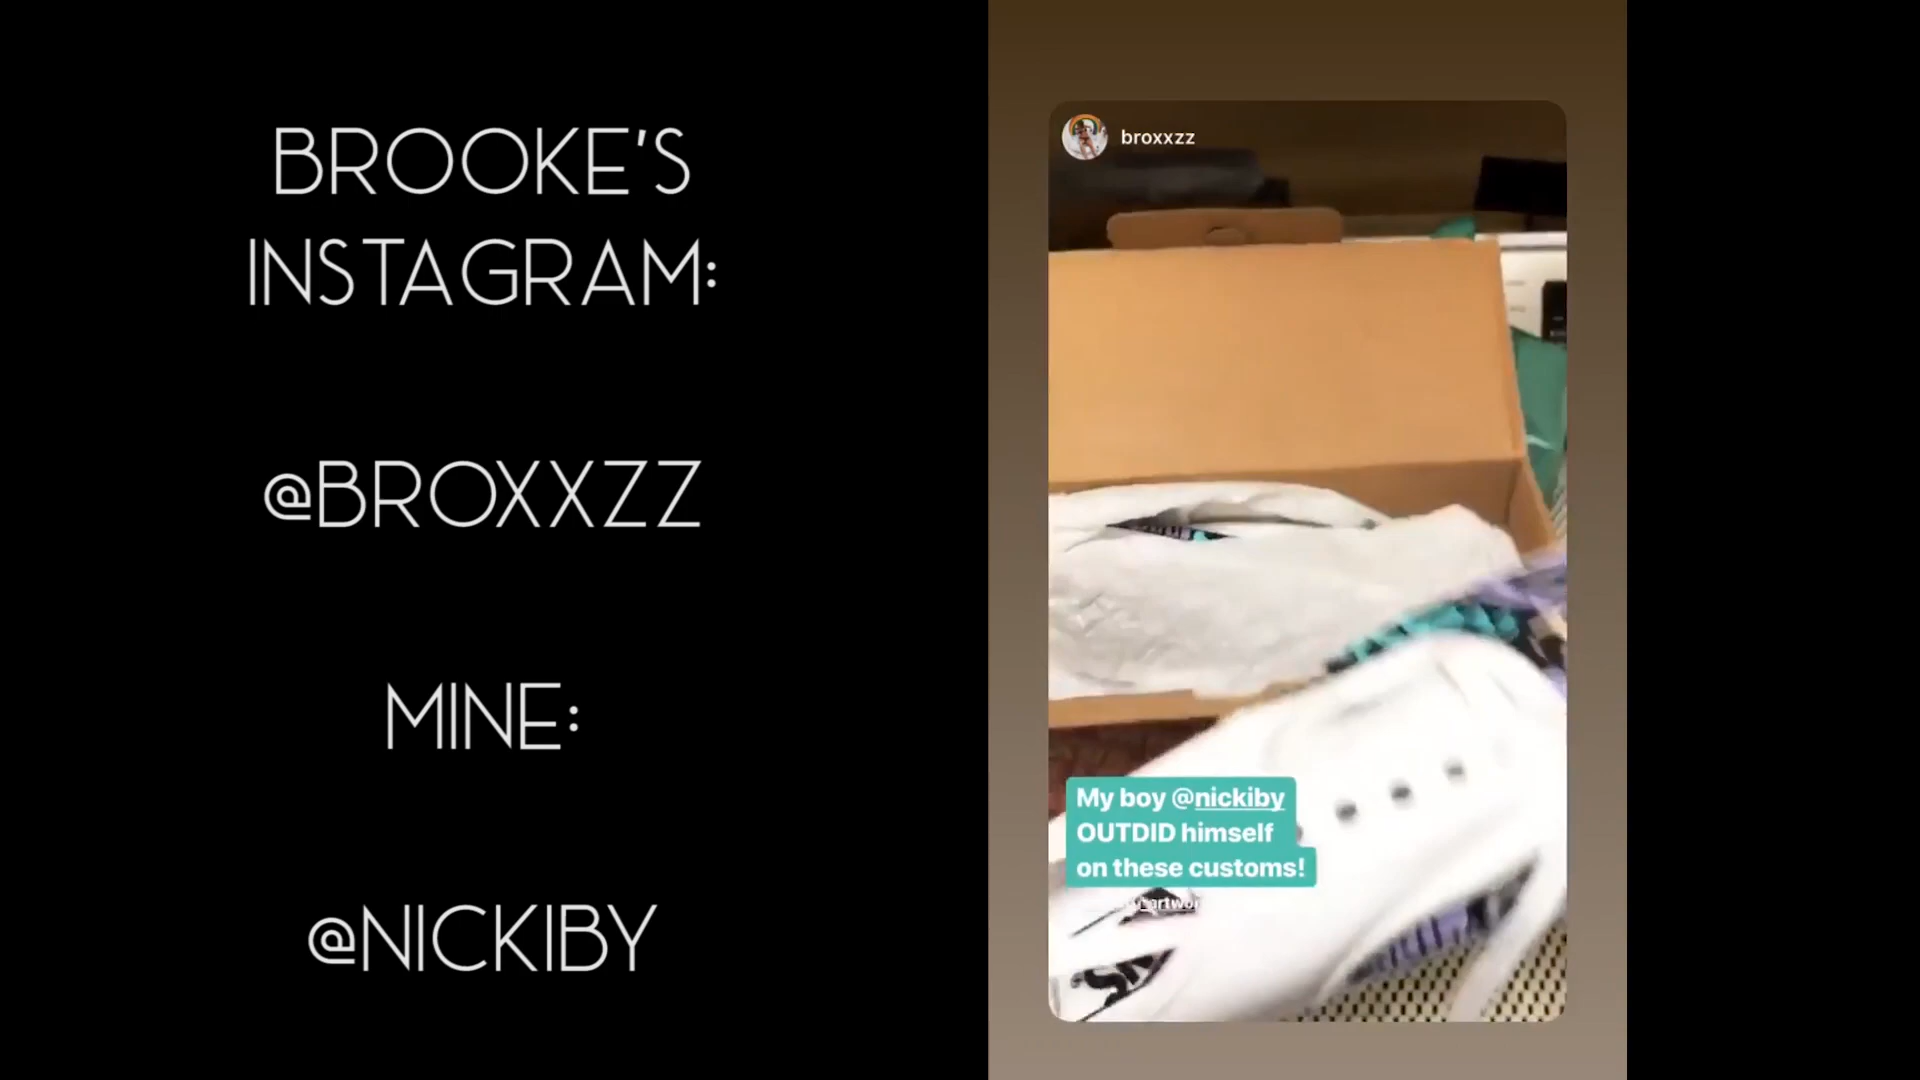 BROOKE'S
INSTAGRAM:
@BROXXZZ
MINE:
@NICKIBY
broxxzz
My boy @nickiby
OUTDID himself
on these customs!